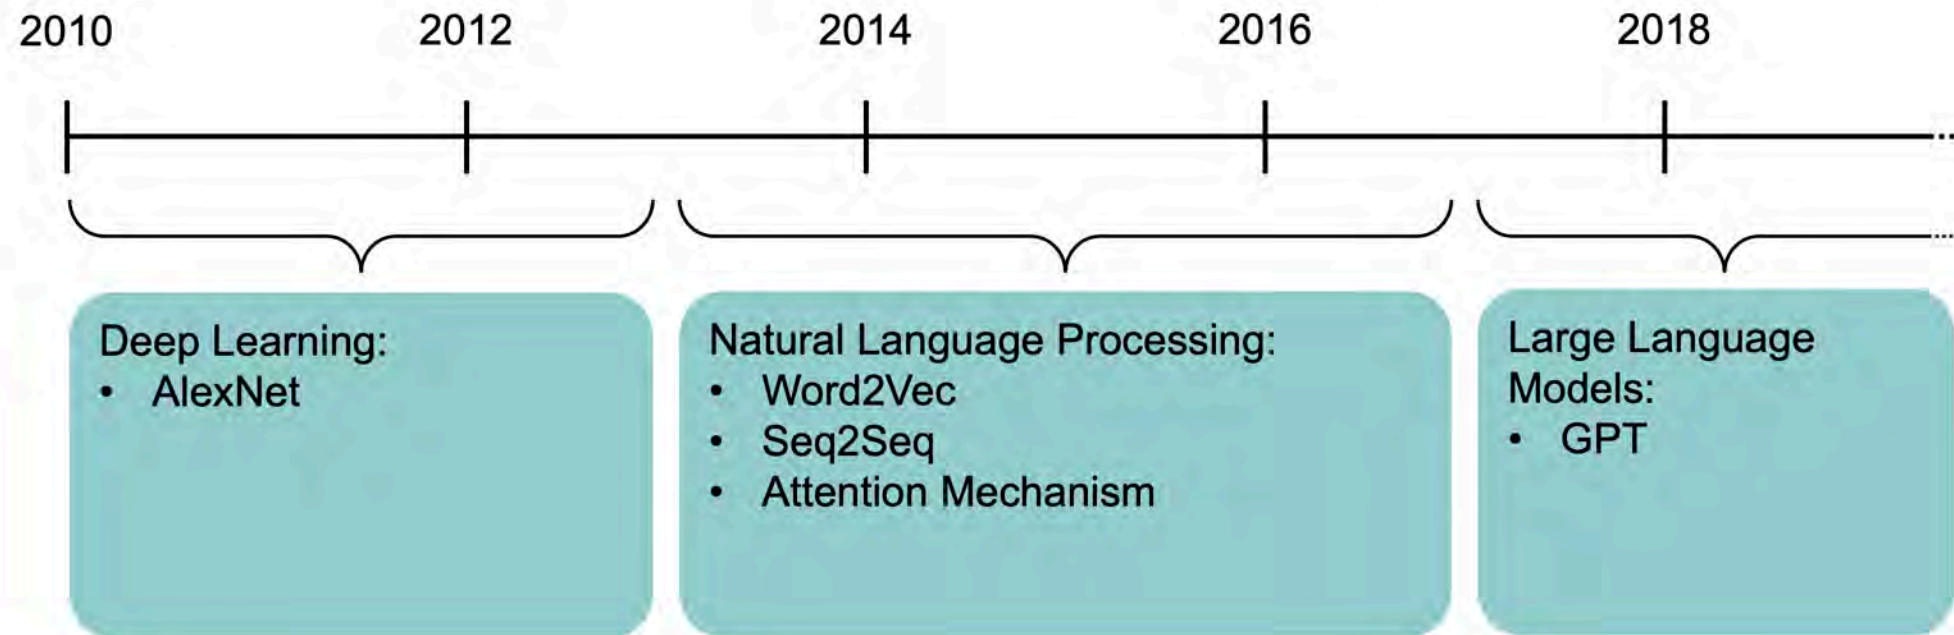 2010 2012 2014 2016 2018
Deep Learning:
• AlexNet
Natural Language Processing:
• Word2Vec
• Seq2Seq
• Attention Mechanism
Large Language
Models:
• GPT